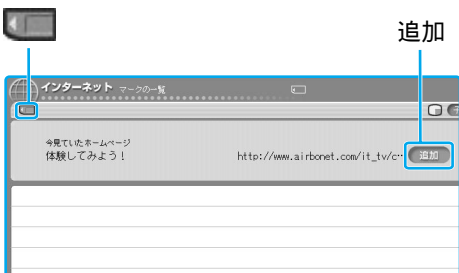 追加
インターネット マークの一覧
今見ていたホームページ
体験してみよう！ http://www.airbonet.com/it_tv/c… 追加